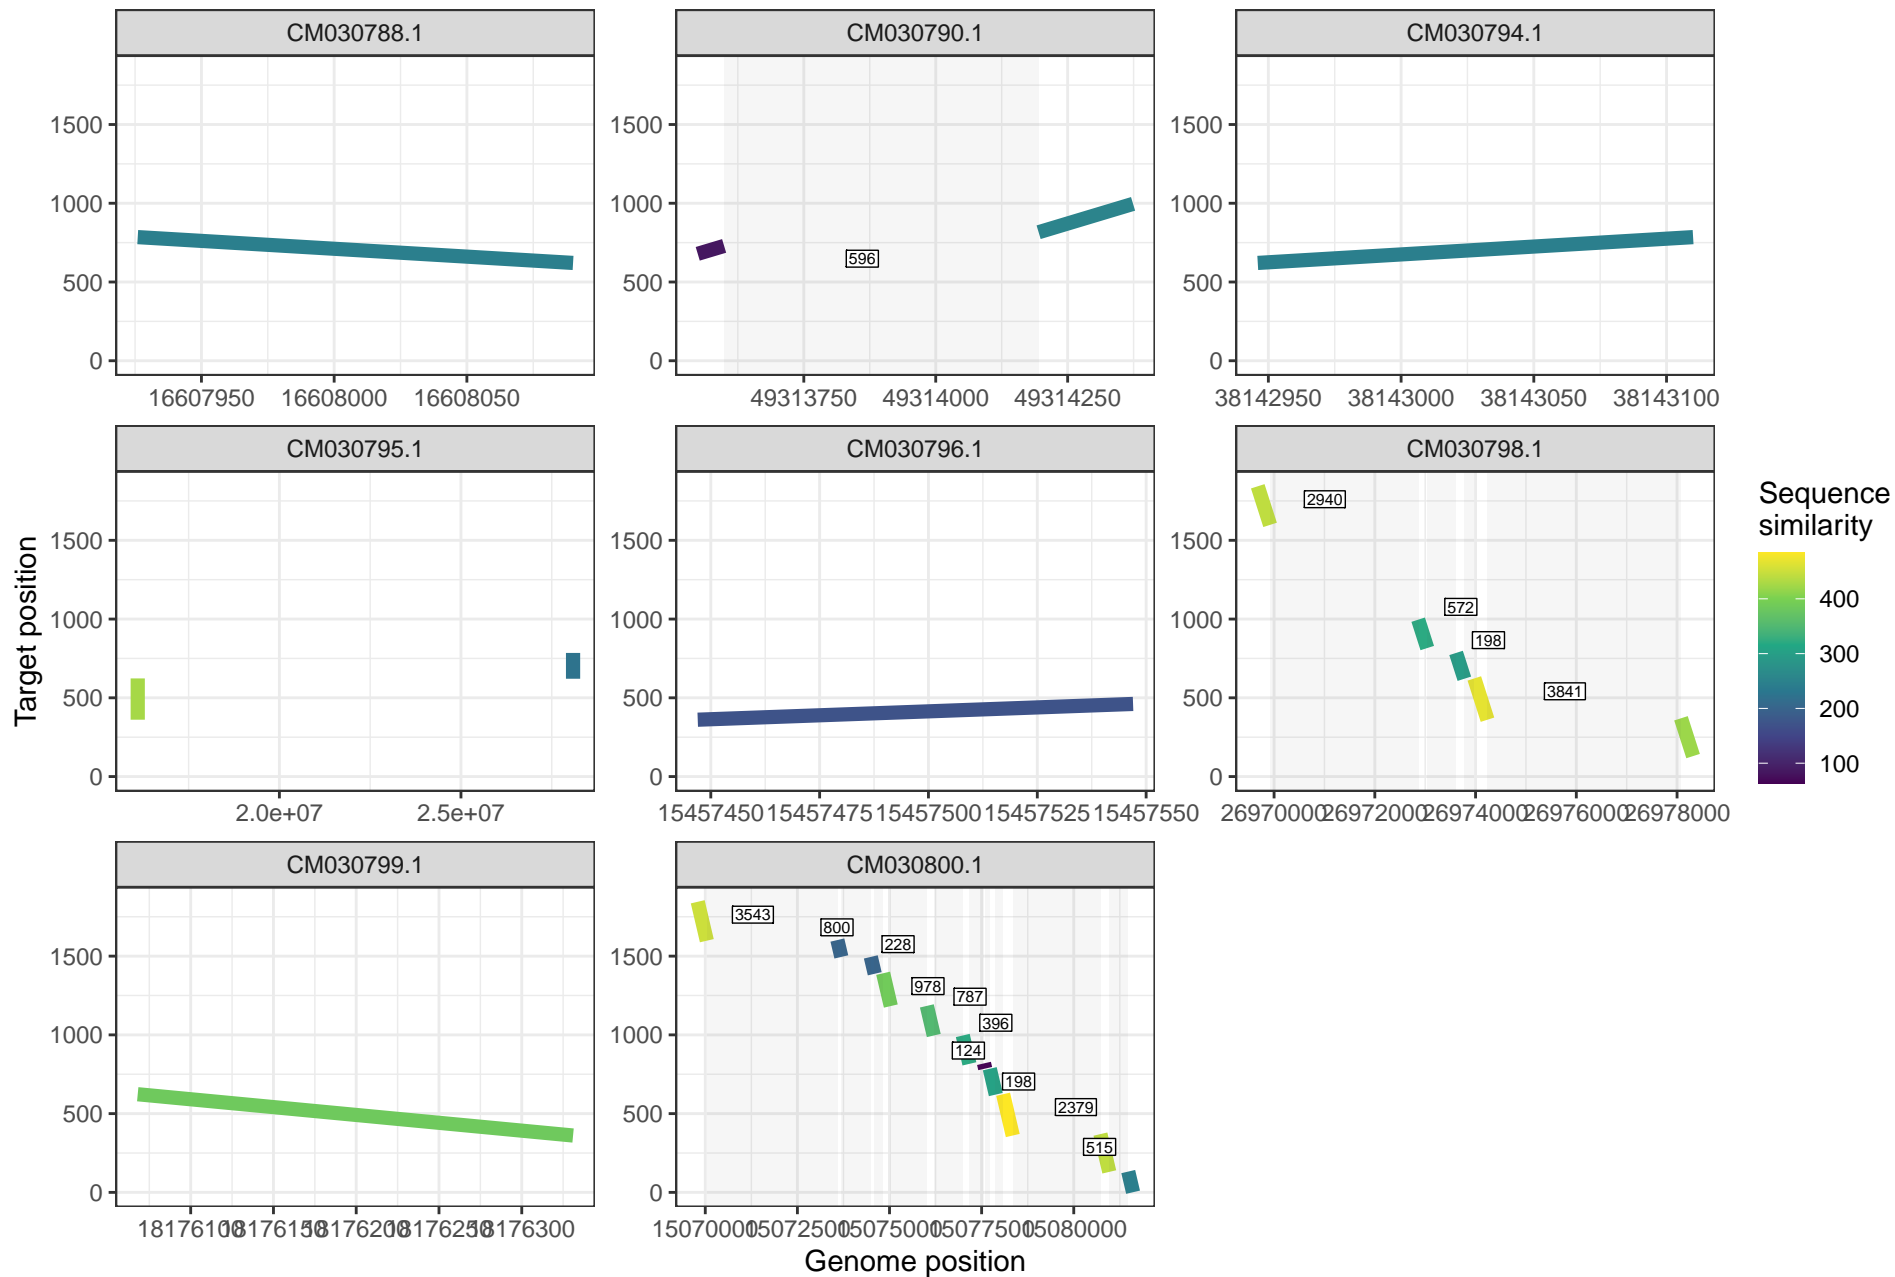 CM030788.1
CM030790.1
CM030794.1
1500
1000
500
0
16607950 16608000 16608050
1500
1000
500
0
596
49313750 49314000 49314250
1500
1000
500
0
38142950 38143000 38143050 38143100
CM030795.1
CM030796.1
CM030798.1
Target position
1500
1000
500
0
2.0e+07 2.5e+07
1500
1000
500
0
15457450 15457475 15457500 15457525 15457550
1500
1000
500
0
2940
572
198
3841
26970000 26972000 26974000 26976000 26978000
Sequence
similarity
400
300
200
100
CM030799.1
CM030800.1
1500
1000
500
0
18176100 18176150 18176200 18176250 18176300
1500
1000
500
0
3543
800
228
978
787
396
124
198
2379
515
15070000 15072500 15075000 15077500 15080000
Genome position